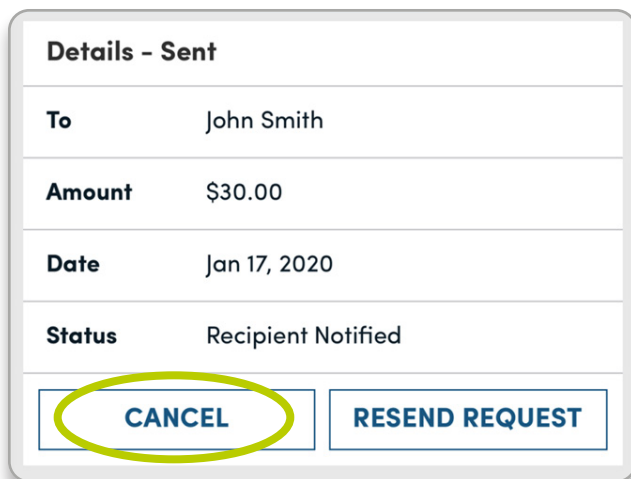 Details - Sent
To John Smith
Amount $30.00
Date Jan 17, 2020
Status Recipient Notified
CANCEL RESEND REQUEST